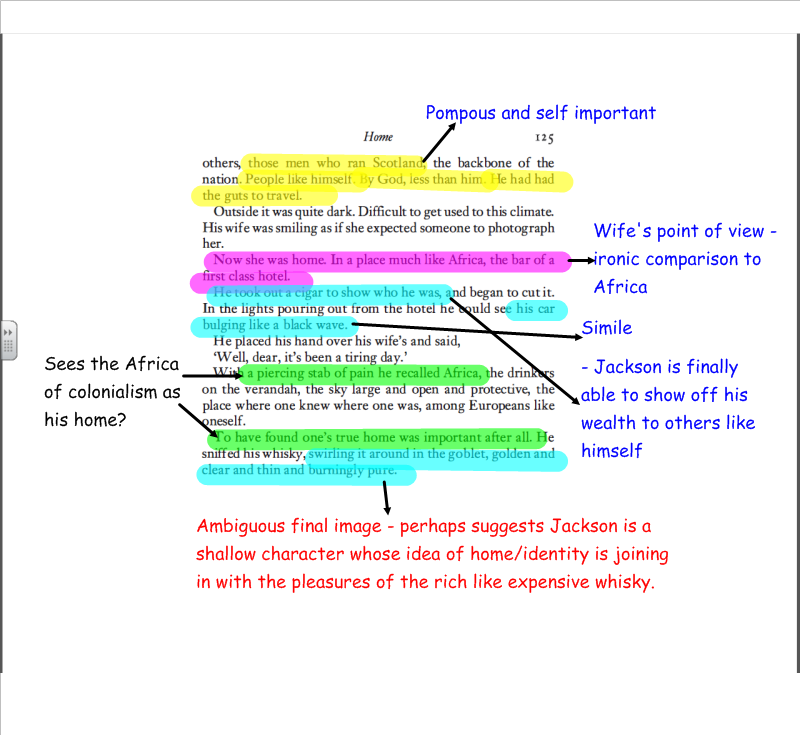 Pompous and self important
Home 125
others, those men who ran Scotland, the backbone of the
nation. People like himself. By God, less than him. He had had
the guts to travel.
Outside it was quite dark. Difficult to get used to this climate.
His wife was smiling as if she expected someone to photograph
her.
Now she was home. In a place much like Africa, the bar of a
first class hotel.
He took out a cigar to show who he was, and began to cut it.
In the lights pouring out from the hotel he could see his car
bulging like a black wave.
He placed his hand over his wife's and said,
'Well, dear, it's been a tiring day.'
With a piercing stab of pain he recalled Africa, the drinkers
on the verandah, the sky large and open and protective, the
place where one knew where one was, among Europeans like
oneself.
To have found one's true home was important after all. He
sniffed his whisky, swirling it around in the goblet, golden and
clear and thin and burningly pure.
Wife's point of view -
ironic comparison to
Africa
Simile
- Jackson is finally
able to show off his
wealth to others like
himself
Sees the Africa
of colonialism as
his home?
Ambiguous final image - perhaps suggests Jackson is a
shallow character whose idea of home/identity is joining
in with the pleasures of the rich like expensive whisky.